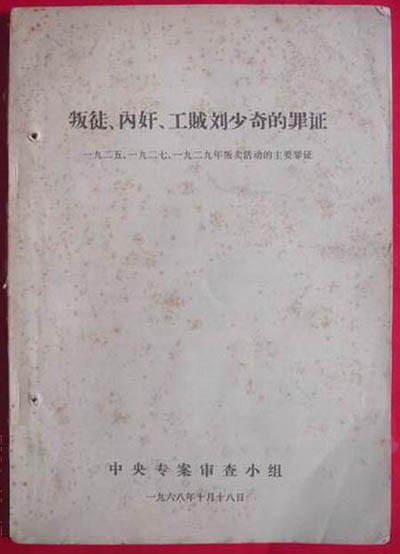 叛徒、内奸、工贼刘少奇的罪证
一九二五、一九二七、一九二九年叛卖活动的主要罪证
中央专案审查小组
一九六八年十月十八日